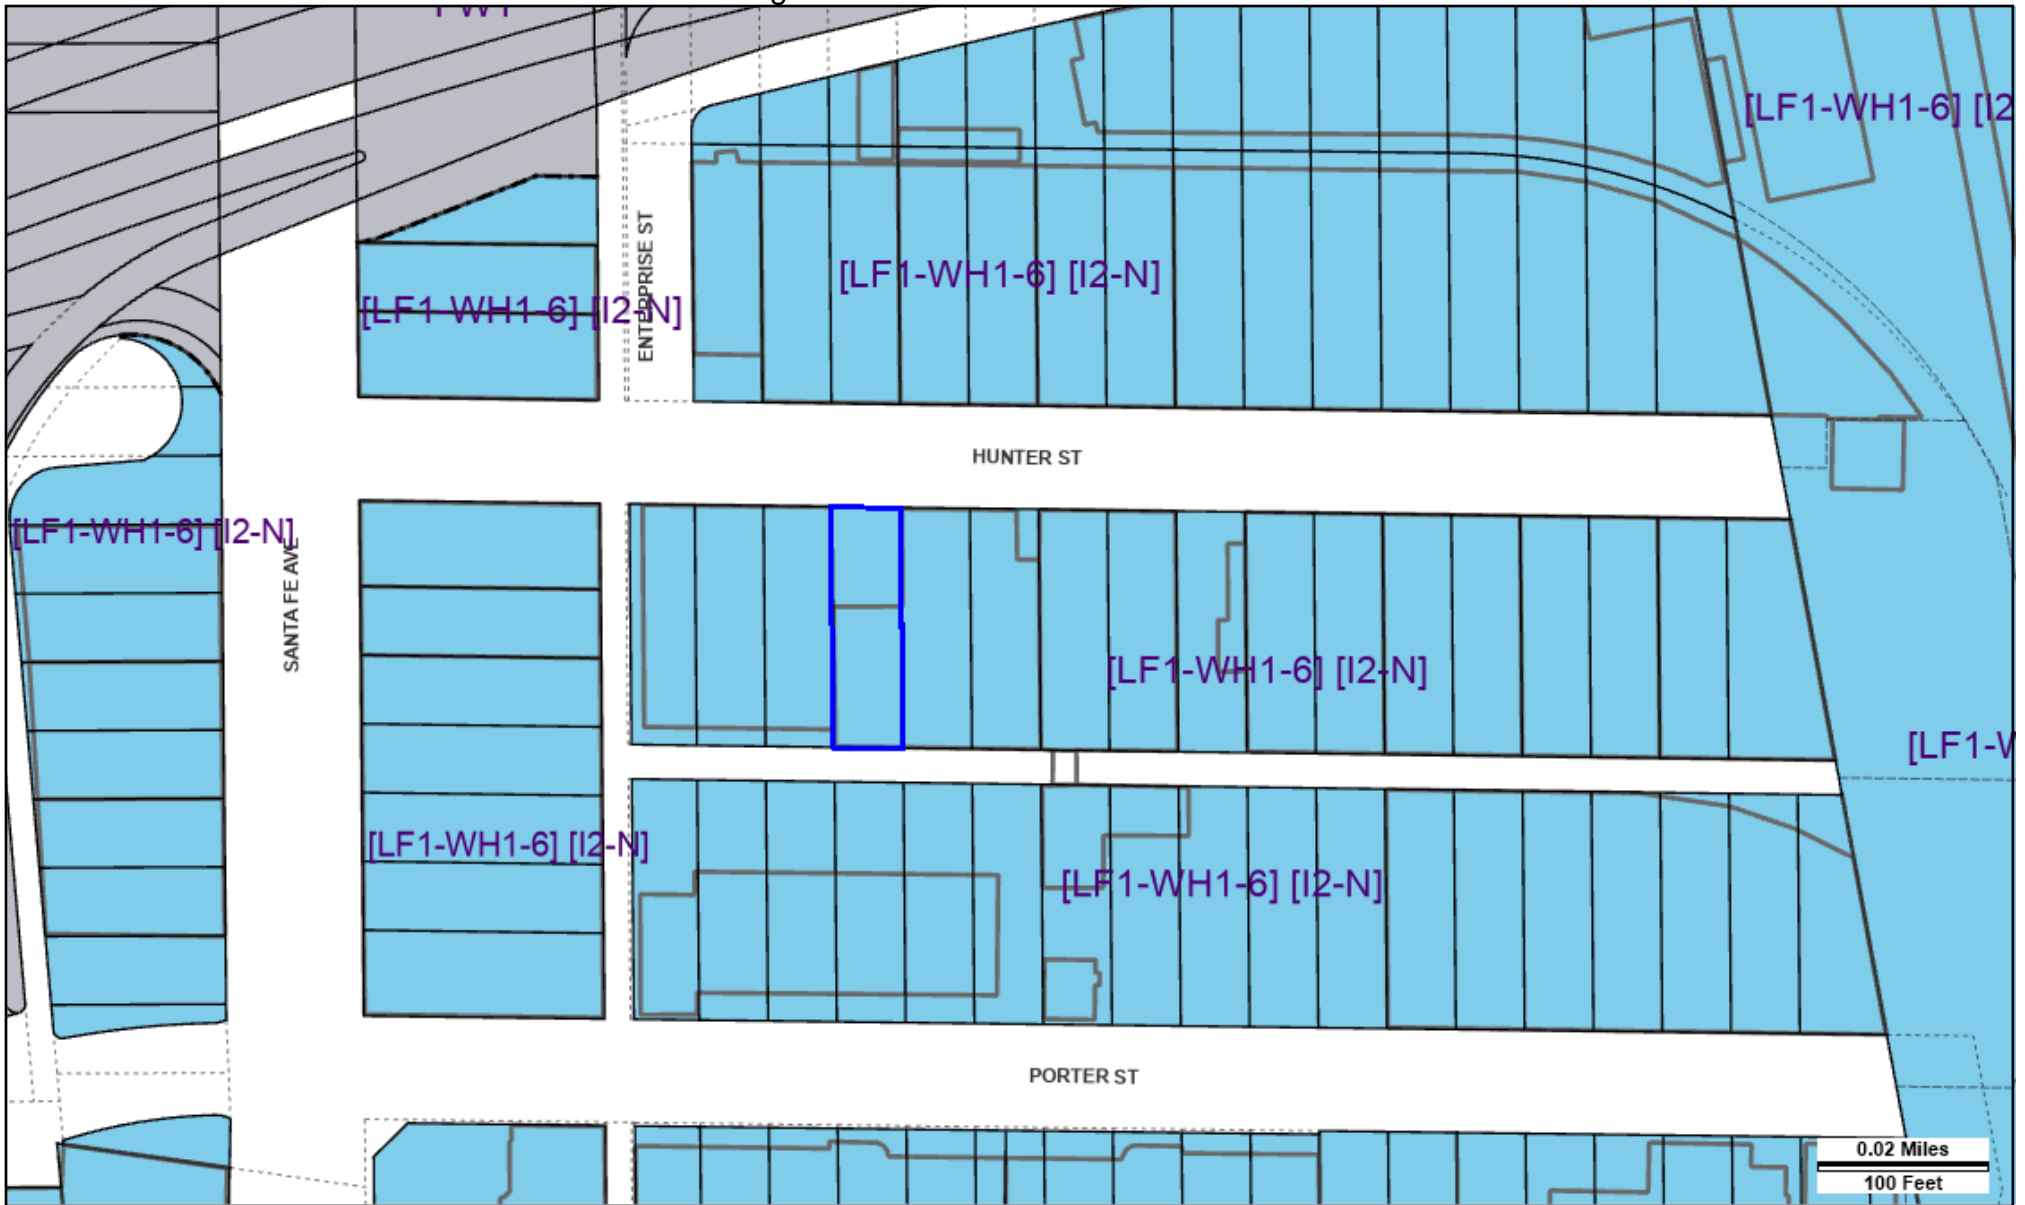 [LF1-WH1-6] [I2
[LF1-WH1-6] [I2-N]
[LF1-WH1-6] [I2-N]
ENTERPRISE ST
HUNTER ST
[LF1-WH1-6] [I2-N]
SANTA FE AVE
[LF1-WH1-6] [I2-N]
[LF1-W
[LF1-WH1-6] [I2-N]
[LF1-WH1-6] [I2-N]
PORTER ST
0.02 Miles
100 Feet